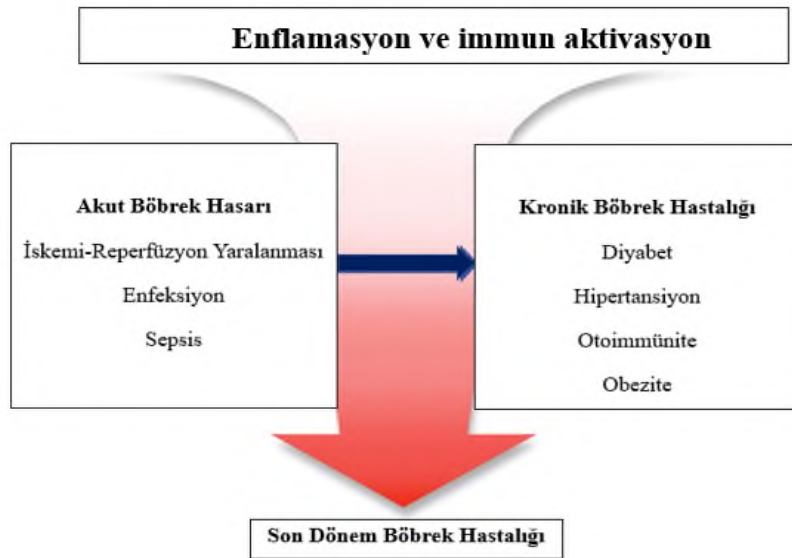 Enflamasyon ve immun aktivasyon
Akut Böbrek Hasarı
İskemi-Reperfüzyon Yaralanması
Enfeksiyon
Sepsis
Kronik Böbrek Hastalığı
Diyabet
Hipertansiyon
Otoimmünite
Obezite
Son Dönem Böbrek Hastalığı